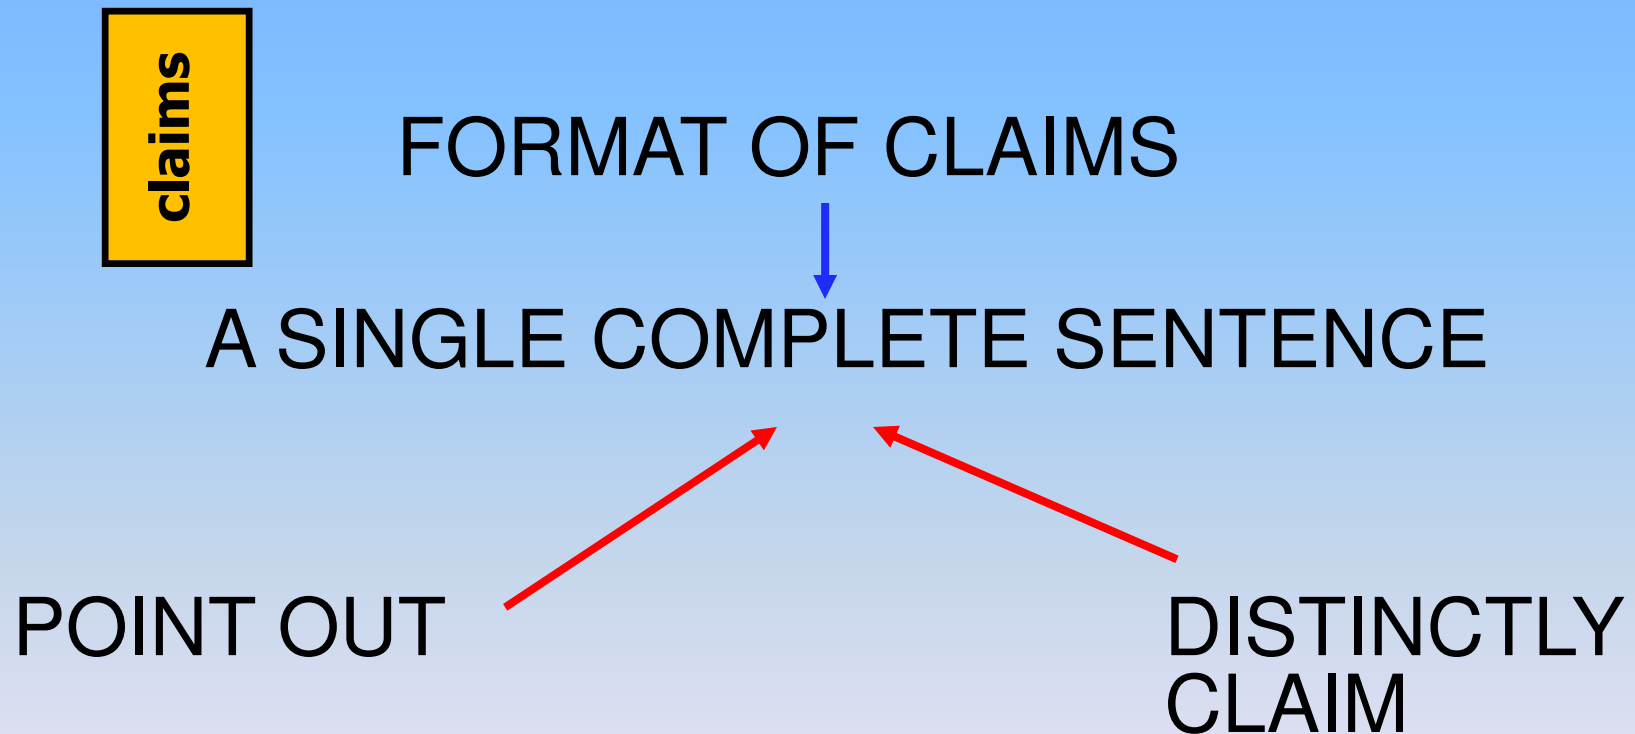 claims
FORMAT OF CLAIMS
A SINGLE COMPLETE SENTENCE
POINT OUT
DISTINCTLY
CLAIM